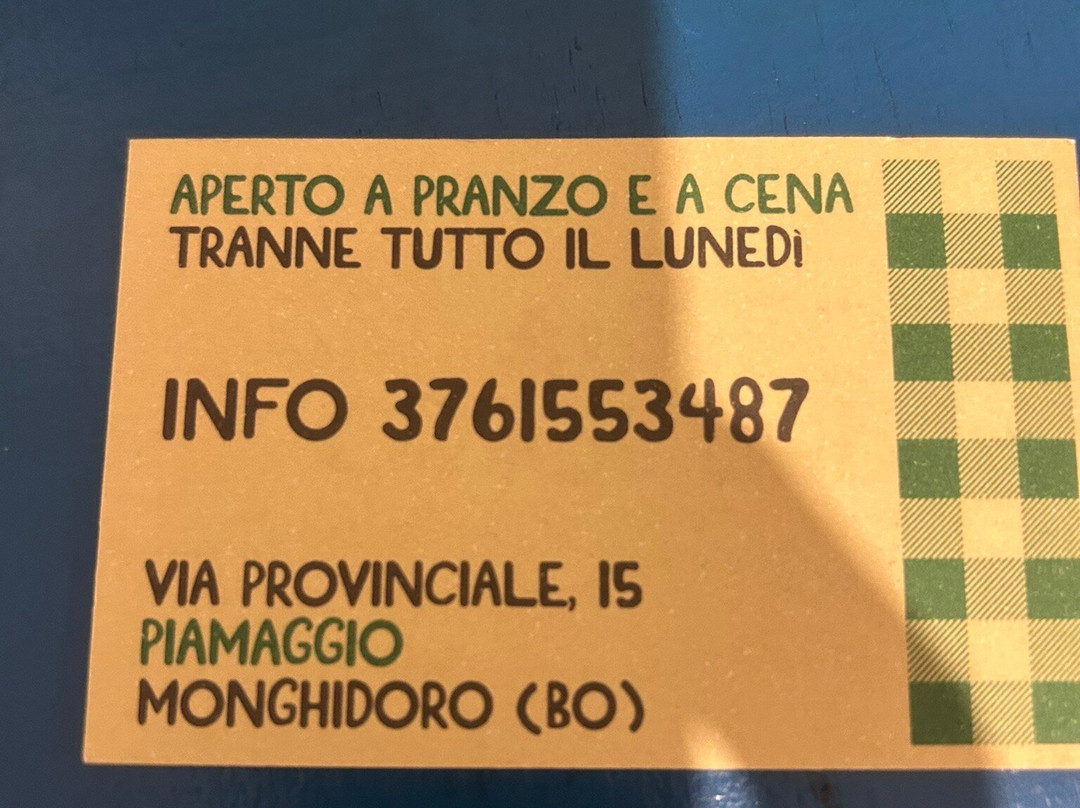 APERTO A PRANZO E A CENA
TRANNE TUTTO IL LUNEDÌ
INFO 3761553487
VIA PROVINCIALE, 15
PIAMAGGIO
MONGHIDORO (BO)